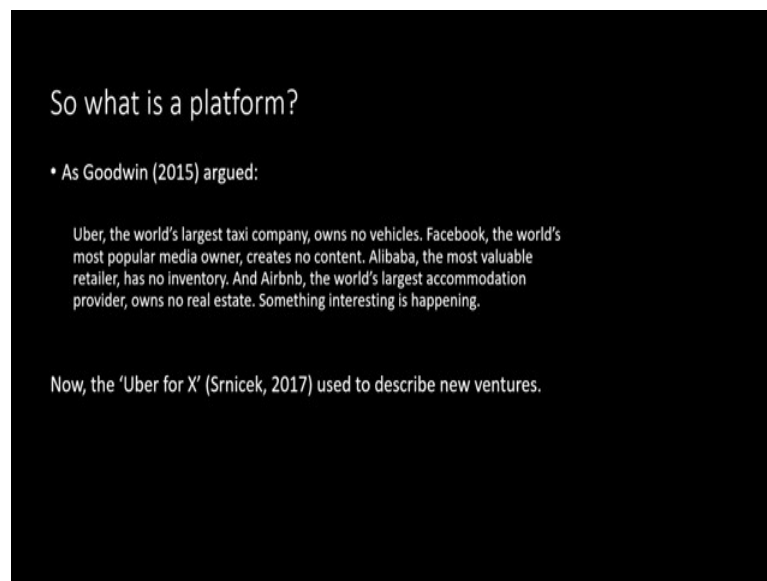 So what is a platform?
• As Goodwin (2015) argued:
Uber, the world’s largest taxi company, owns no vehicles. Facebook, the world’s
most popular media owner, creates no content. Alibaba, the most valuable
retailer, has no inventory. And Airbnb, the world’s largest accommodation
provider, owns no real estate. Something interesting is happening.
Now, the ‘Uber for X’ (Srnicek, 2017) used to describe new ventures.